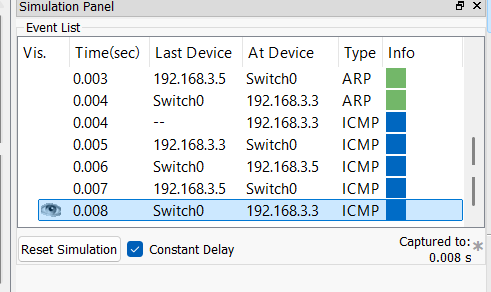 Simulation Panel
Event List
Vis. Time(sec) Last Device At Device Type Info
0.003 192.168.3.5 Switch0 ARP
0.004 Switch0 192.168.3.3 ARP
0.004 -- 192.168.3.3 ICMP
0.005 192.168.3.3 Switch0 ICMP
0.006 Switch0 192.168.3.5 ICMP
0.007 192.168.3.5 Switch0 ICMP
0.008 Switch0 192.168.3.3 ICMP
Reset Simulation Constant Delay Captured to: *
0.008 s